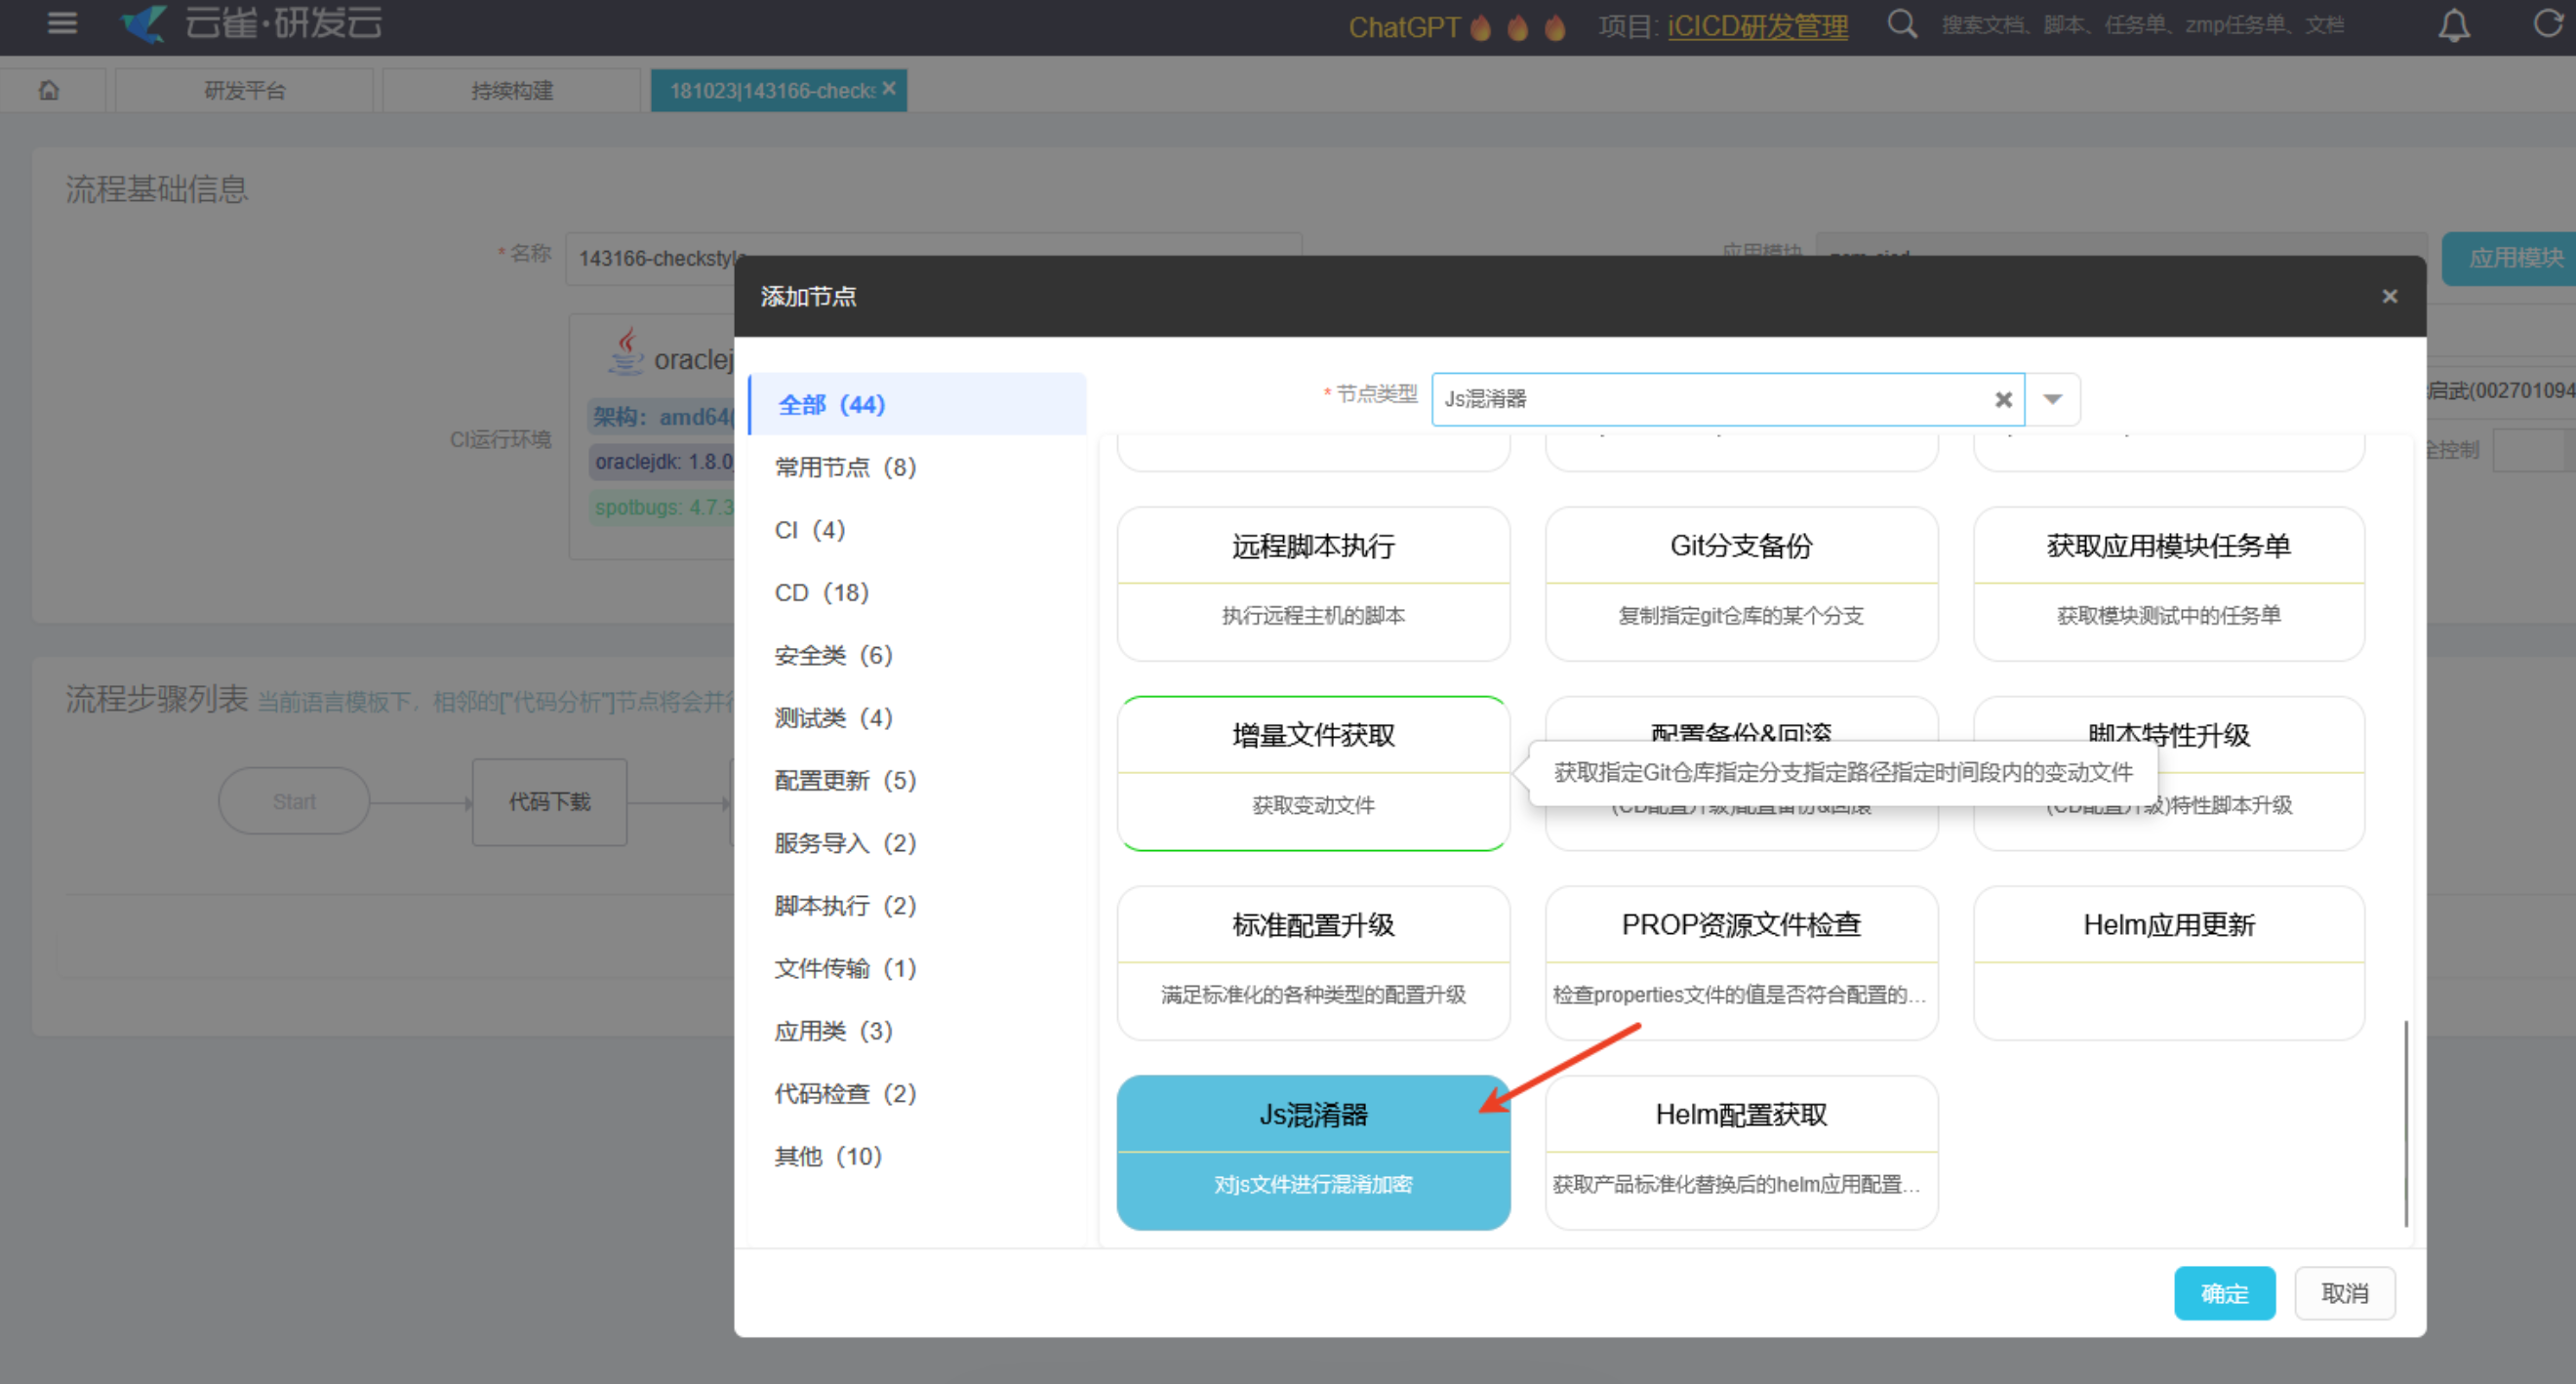 云雀·研发云
ChatGPT
项目: iCICD研发管理
搜索文档、脚本、任务单、zmp任务单、文档
研发平台
持续构建
181023|143166-checks
流程基础信息
* 名称
143166-checkstyle
应用模块
应用模块
oraclej
架构：amd64(
CI运行环境
oraclejdk: 1.8.0
spotbugs: 4.7.3
启武(002701094
全控制
流程步骤列表 当前语言模板下，相邻的["代码分析"]节点将会并行
Start
代码下载
添加节点
全部（44）
常用节点（8）
CI（4）
CD（18）
安全类（6）
测试类（4）
配置更新（5）
服务导入（2）
脚本执行（2）
文件传输（1）
应用类（3）
代码检查（2）
其他（10）
* 节点类型
Js混淆器
远程脚本执行
执行远程主机的脚本
Git分支备份
复制指定git仓库的某个分支
获取应用模块任务单
获取模块测试中的任务单
增量文件获取
获取变动文件
配置备份&回滚
(CD配置升级)配置备份&回滚
脚本特性升级
(CD配置升级)特性脚本升级
获取指定Git仓库指定分支指定路径指定时间段内的变动文件
标准配置升级
满足标准化的各种类型的配置升级
PROP资源文件检查
检查properties文件的值是否符合配置的...
Helm应用更新
Js混淆器
对js文件进行混淆加密
Helm配置获取
获取产品标准化替换后的helm应用配置...
确定
取消